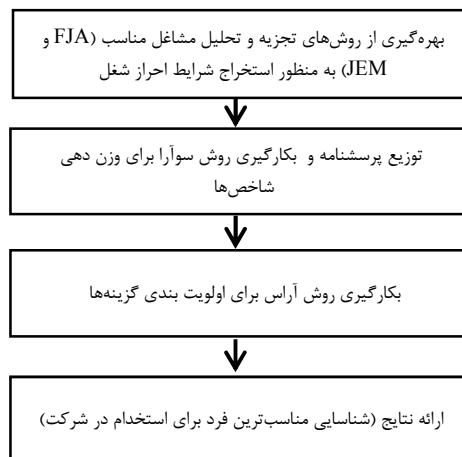 بهره‌گیری از روش‌های تجزیه و تحلیل مشاغل مناسب (FJA و
JEM) به منظور استخراج شرایط احراز شغل
توزیع پرسشنامه و بکارگیری روش سوآرا برای وزن دهی
شاخص‌ها
بکارگیری روش آراس برای اولویت بندی گزینه‌ها
ارائه نتایج (شناسایی مناسب‌ترین فرد برای استخدام در شرکت)